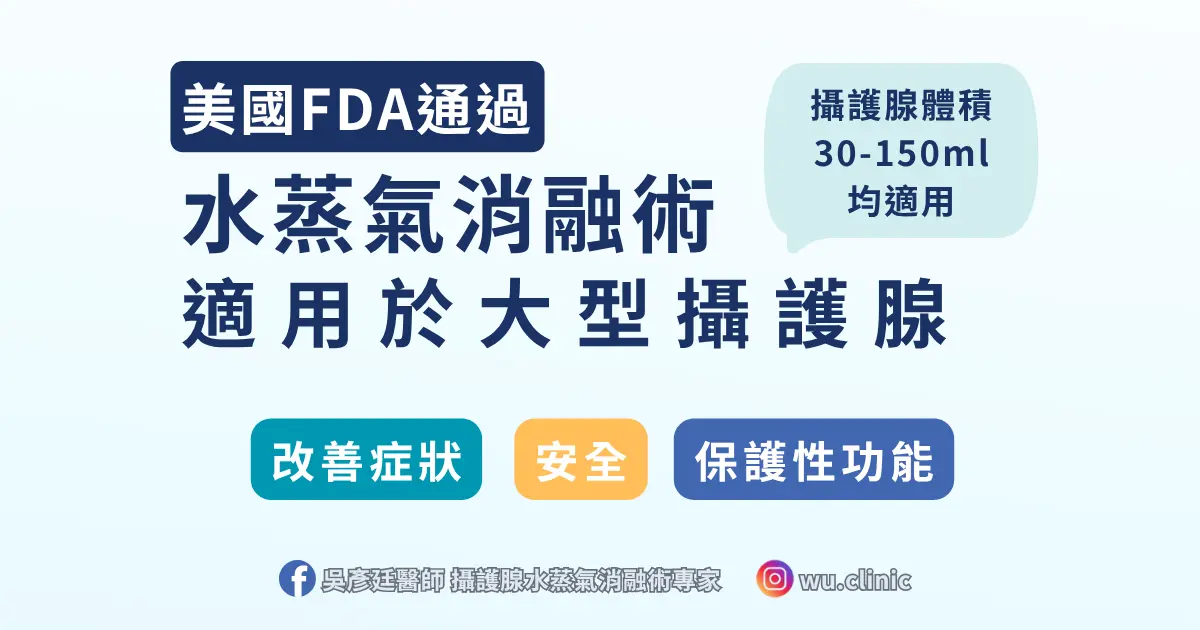 美國FDA通過
水蒸氣消融術
適用於大型攝護腺
攝護腺體積
30-150ml
均適用
改善症狀
安全
保護性功能
吳彥廷醫師 攝護腺水蒸氣消融術專家
wu.clinic